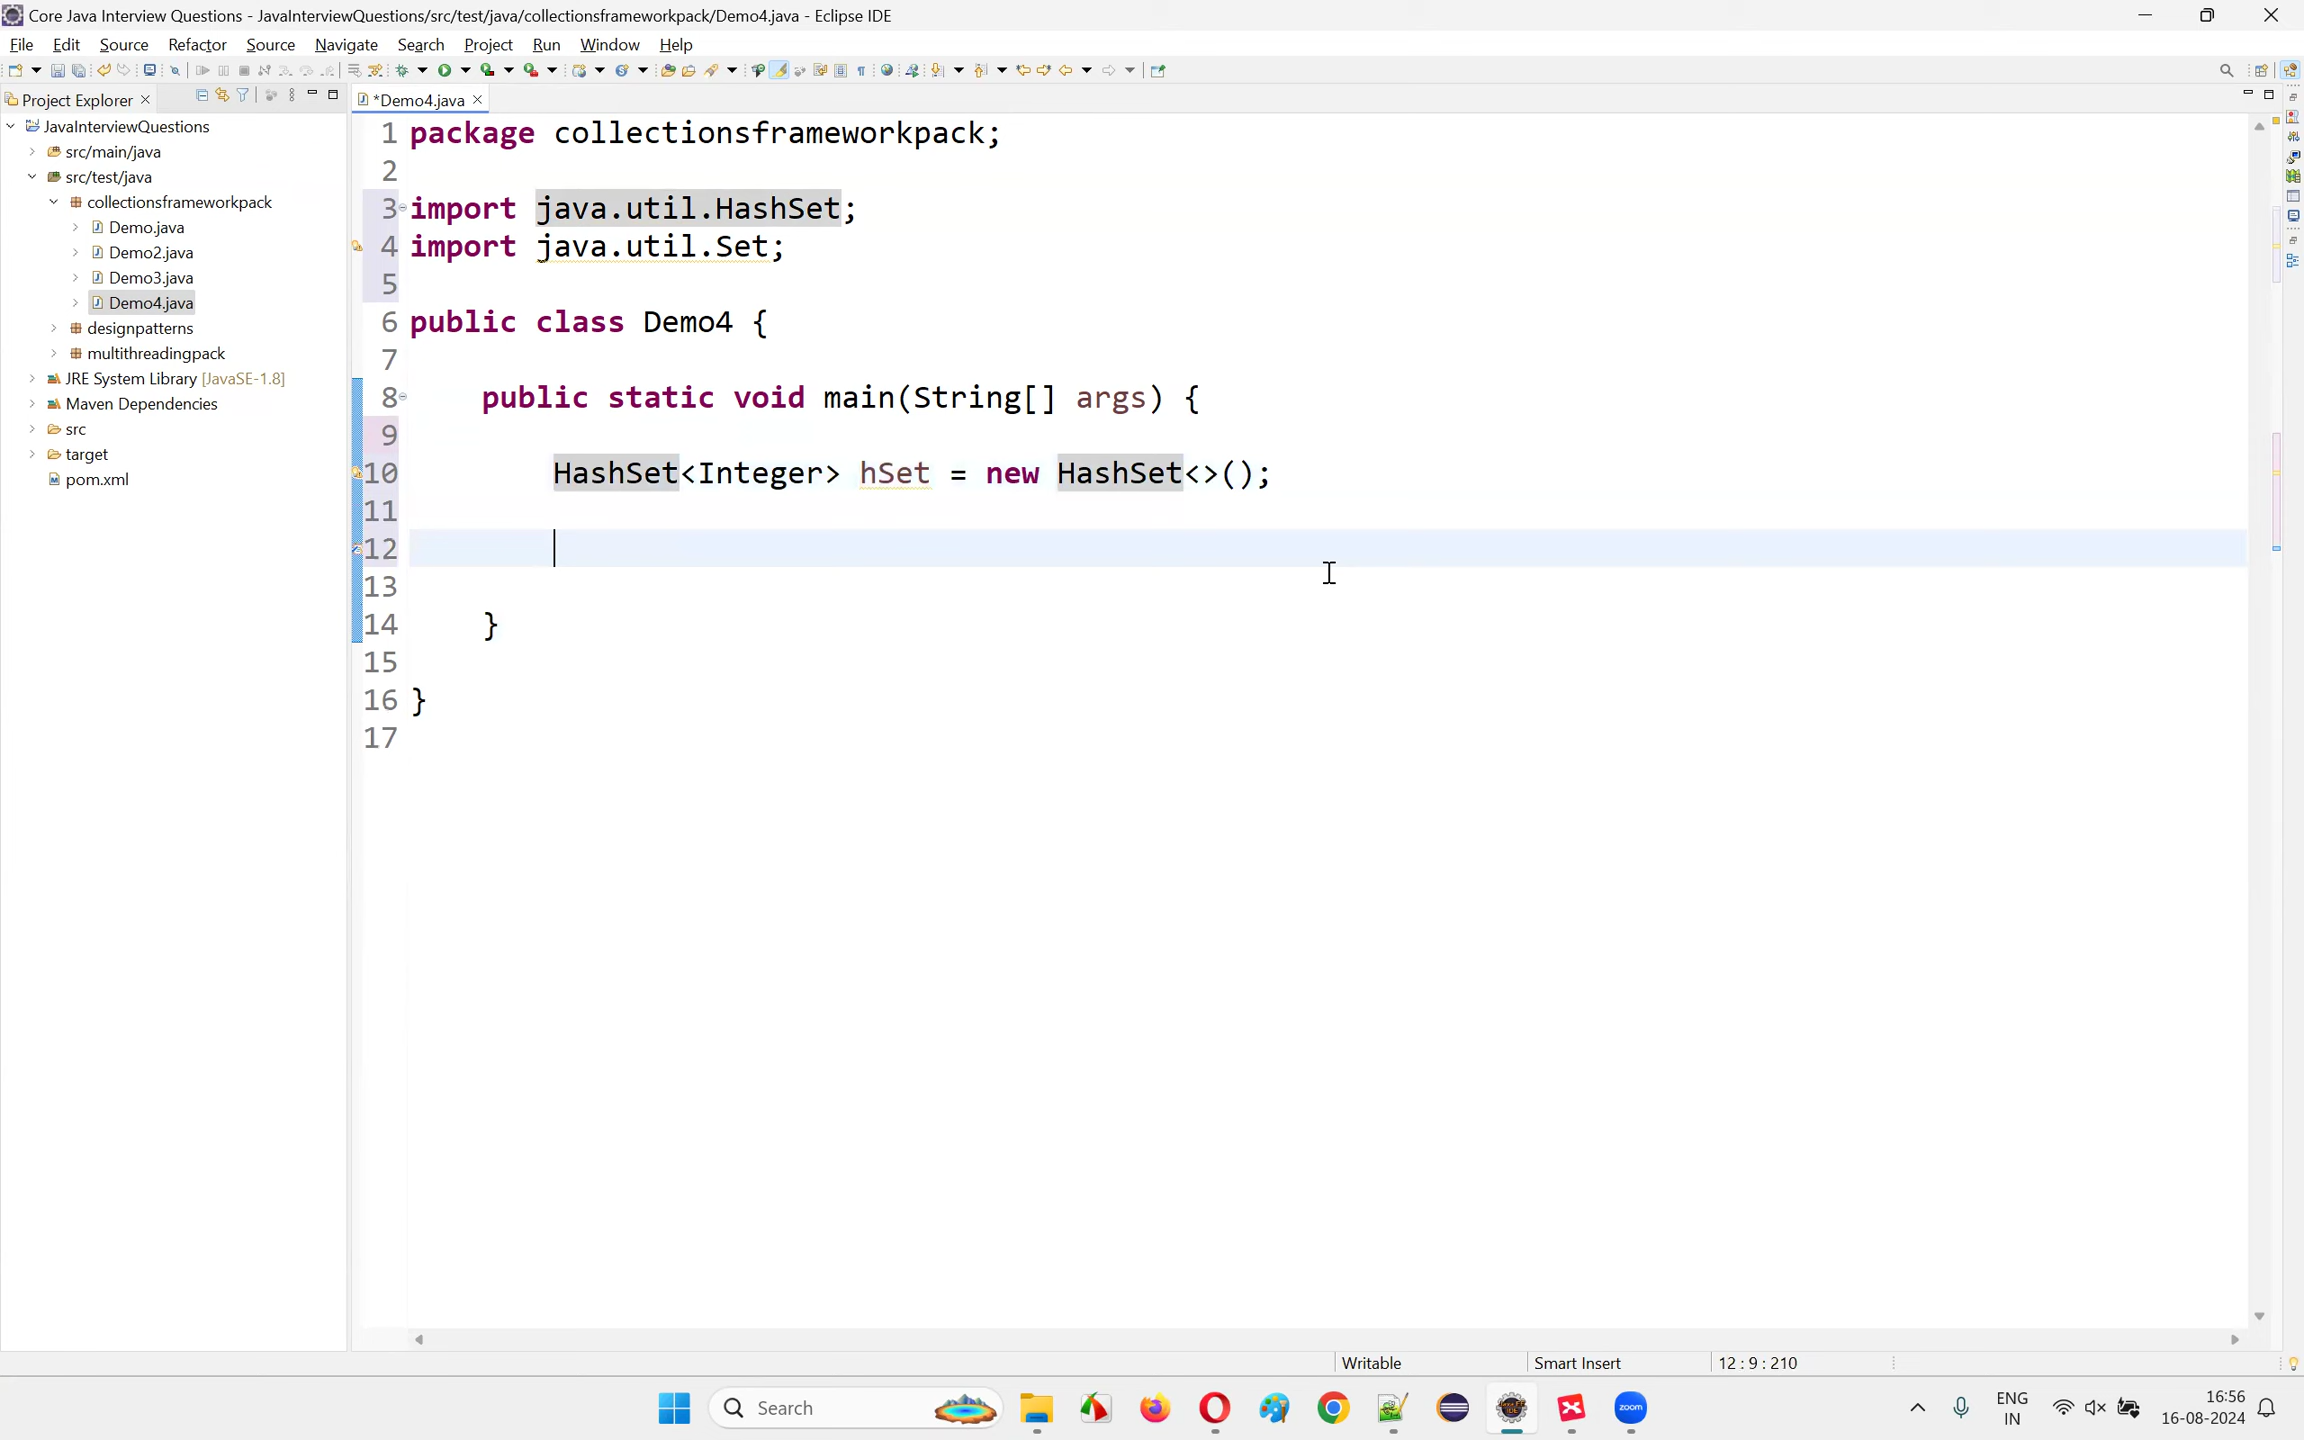 Core Java Interview Questions - JavaInterviewQuestions/src/test/java/collectionsframeworkpack/Demo4.java - Eclipse IDE
File Edit Source Refactor Source Navigate Search Project Run Window Help
Project Explorer
*Demo4.java
JavaInterviewQuestions
src/main/java
src/test/java
collectionsframeworkpack
Demo.java
Demo2.java
Demo3.java
Demo4.java
designpatterns
multithreadingpack
JRE System Library [JavaSE-1.8]
Maven Dependencies
src
target
pom.xml
1 package collectionsframeworkpack;
2
3 import java.util.HashSet;
4 import java.util.Set;
5
6 public class Demo4 {
7
8 public static void main(String[] args) {
9
10 HashSet<Integer> hSet = new HashSet<>();
11
12
13
14 }
15
16 }
17
Writable Smart Insert 12 : 9 : 210
Search
zoom
ENG
IN
16:56
16-08-2024